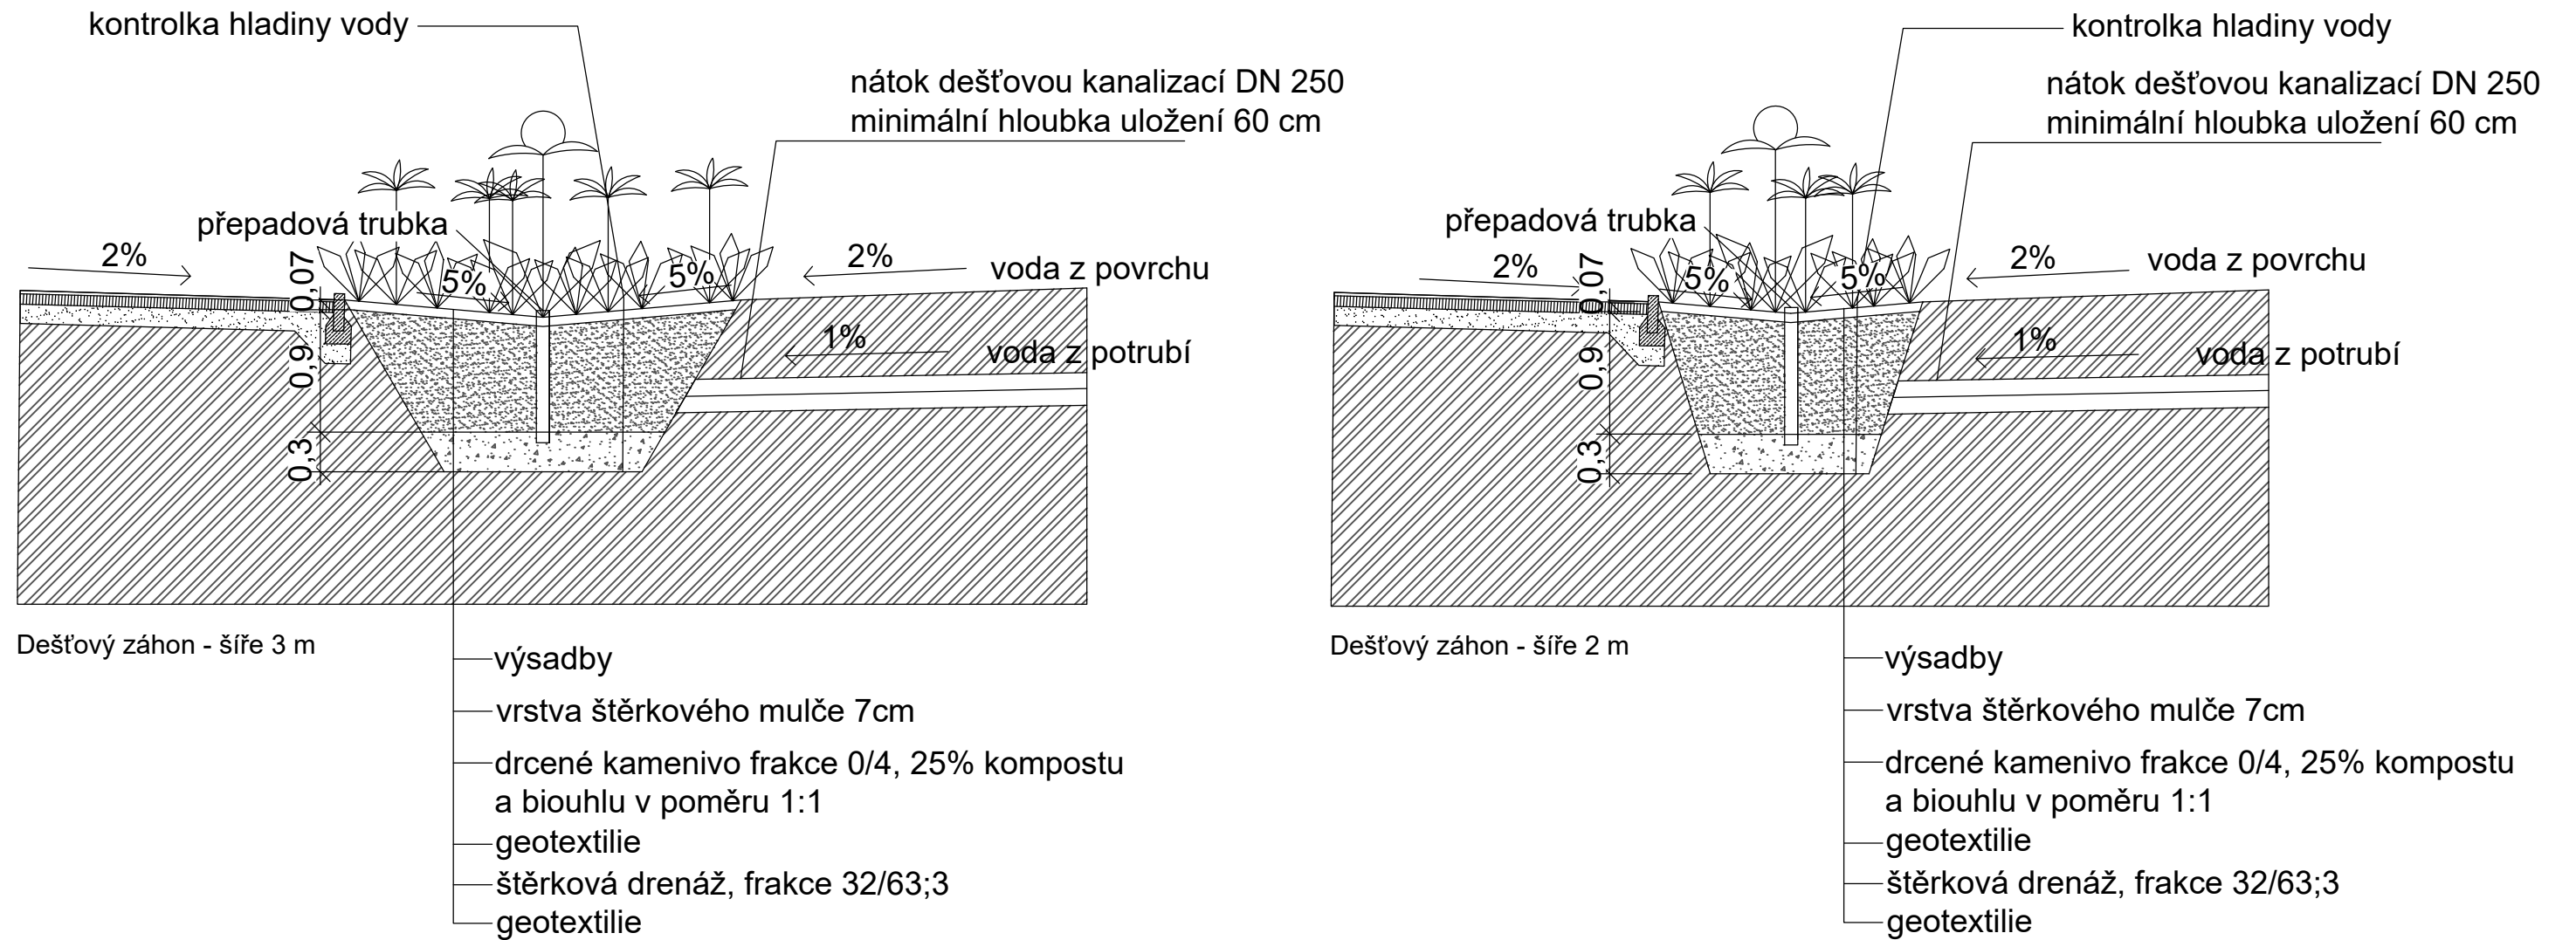 kontrolka hladiny vody
nátok dešťovou kanalizací DN 250
minimální hloubka uložení 60 cm
přepadová trubka
2%
0,07
5%
5%
2%
voda z povrchu
1%
voda z potrubí
0,9
0,3
Dešťový záhon - šíře 3 m
výsadby
vrstva štěrkového mulče 7cm
drcené kamenivo frakce 0/4, 25% kompostu
a biouhlu v poměru 1:1
geotextilie
štěrková drenáž, frakce 32/63;3
geotextilie
kontrolka hladiny vody
nátok dešťovou kanalizací DN 250
minimální hloubka uložení 60 cm
přepadová trubka
2%
0,07
5%
5%
2%
voda z povrchu
1%
voda z potrubí
0,9
0,3
Dešťový záhon - šíře 2 m
výsadby
vrstva štěrkového mulče 7cm
drcené kamenivo frakce 0/4, 25% kompostu
a biouhlu v poměru 1:1
geotextilie
štěrková drenáž, frakce 32/63;3
geotextilie